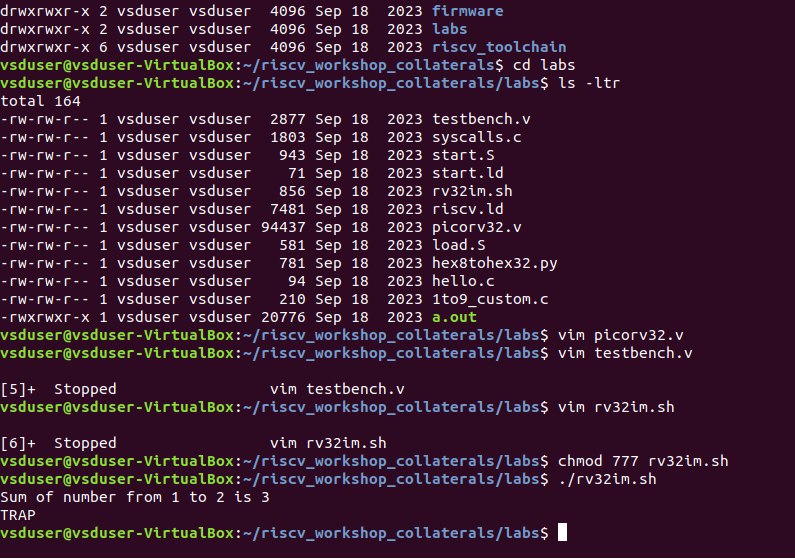 drwxrwxr-x 2 vsduser vsduser  4096 Sep 18  2023 firmware
drwxrwxr-x 2 vsduser vsduser  4096 Sep 18  2023 labs
drwxrwxr-x 6 vsduser vsduser  4096 Sep 18  2023 riscv_toolchain
vsduser@vsduser-VirtualBox:~/riscv_workshop_collaterals$ cd labs
vsduser@vsduser-VirtualBox:~/riscv_workshop_collaterals/labs$ ls -ltr
total 164
-rw-rw-r-- 1 vsduser vsduser  2877 Sep 18  2023 testbench.v
-rw-rw-r-- 1 vsduser vsduser  1803 Sep 18  2023 syscalls.c
-rw-rw-r-- 1 vsduser vsduser   943 Sep 18  2023 start.S
-rw-rw-r-- 1 vsduser vsduser    71 Sep 18  2023 start.ld
-rw-rw-r-- 1 vsduser vsduser   856 Sep 18  2023 rv32im.sh
-rw-rw-r-- 1 vsduser vsduser  7481 Sep 18  2023 riscv.ld
-rw-rw-r-- 1 vsduser vsduser 94437 Sep 18  2023 picorv32.v
-rw-rw-r-- 1 vsduser vsduser   581 Sep 18  2023 load.S
-rw-rw-r-- 1 vsduser vsduser   781 Sep 18  2023 hex8tohex32.py
-rw-rw-r-- 1 vsduser vsduser    94 Sep 18  2023 hello.c
-rw-rw-r-- 1 vsduser vsduser   210 Sep 18  2023 1to9_custom.c
-rwxrwxr-x 1 vsduser vsduser 20776 Sep 18  2023 a.out
vsduser@vsduser-VirtualBox:~/riscv_workshop_collaterals/labs$ vim picorv32.v
vsduser@vsduser-VirtualBox:~/riscv_workshop_collaterals/labs$ vim testbench.v
[5]+  Stopped                 vim testbench.v
vsduser@vsduser-VirtualBox:~/riscv_workshop_collaterals/labs$ vim rv32im.sh
[6]+  Stopped                 vim rv32im.sh
vsduser@vsduser-VirtualBox:~/riscv_workshop_collaterals/labs$ chmod 777 rv32im.sh
vsduser@vsduser-VirtualBox:~/riscv_workshop_collaterals/labs$ ./rv32im.sh
Sum of number from 1 to 2 is 3
TRAP
vsduser@vsduser-VirtualBox:~/riscv_workshop_collaterals/labs$